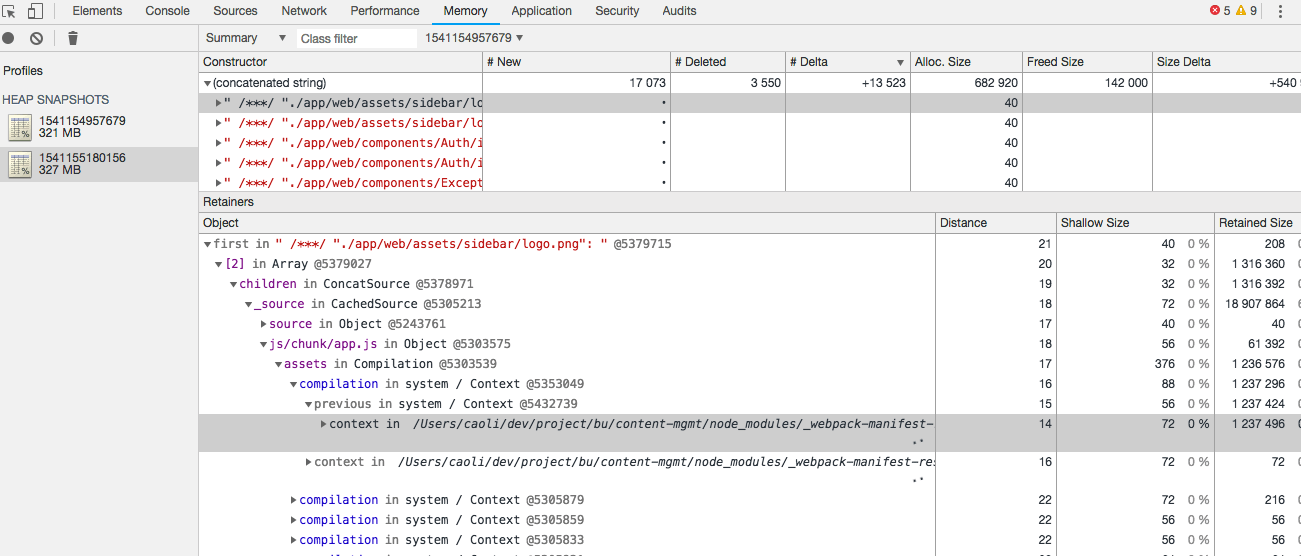 Elements Console Sources Network Performance Memory Application Security Audits 5 9
Summary ▼ Class filter 1541154957679 ▼
Profiles
HEAP SNAPSHOTS
1541154957679
321 MB
1541155180156
327 MB
Constructor # New # Deleted # Delta ▼ Alloc. Size Freed Size Size Delta
▼(concatenated string) 17 073 3 550 +13 523 682 920 142 000 +540
▶" /***/ "./app/web/assets/sidebar/lo • 40
▶" /***/ "./app/web/assets/sidebar/lo • 40
▶" /***/ "./app/web/components/Auth/i • 40
▶" /***/ "./app/web/components/Auth/i • 40
▶" /***/ "./app/web/components/Except • 40
Retainers
Object Distance Shallow Size Retained Size
▼first in " /***/ "./app/web/assets/sidebar/logo.png": " @5379715 21 40 0 % 208
▼[2] in Array @5379027 20 32 0 % 1 316 360
▼children in ConcatSource @5378971 19 32 0 % 1 316 392
▼_source in CachedSource @5305213 18 72 0 % 18 907 864
▶source in Object @5243761 17 40 0 % 40
▼js/chunk/app.js in Object @5303575 18 56 0 % 61 392
▼assets in Compilation @5303539 17 376 0 % 1 236 576
▼compilation in system / Context @5353049 16 88 0 % 1 237 296
▼previous in system / Context @5432739 15 56 0 % 1 237 424
▶context in /Users/caoli/dev/project/bu/content-mgmt/node_modules/_webpack-manifest- 14 72 0 % 1 237 496
▶context in /Users/caoli/dev/project/bu/content-mgmt/node_modules/_webpack-manifest-res 16 72 0 % 72
▶compilation in system / Context @5305879 22 72 0 % 216
▶compilation in system / Context @5305859 22 56 0 % 56
▶compilation in system / Context @5305833 22 56 0 % 56